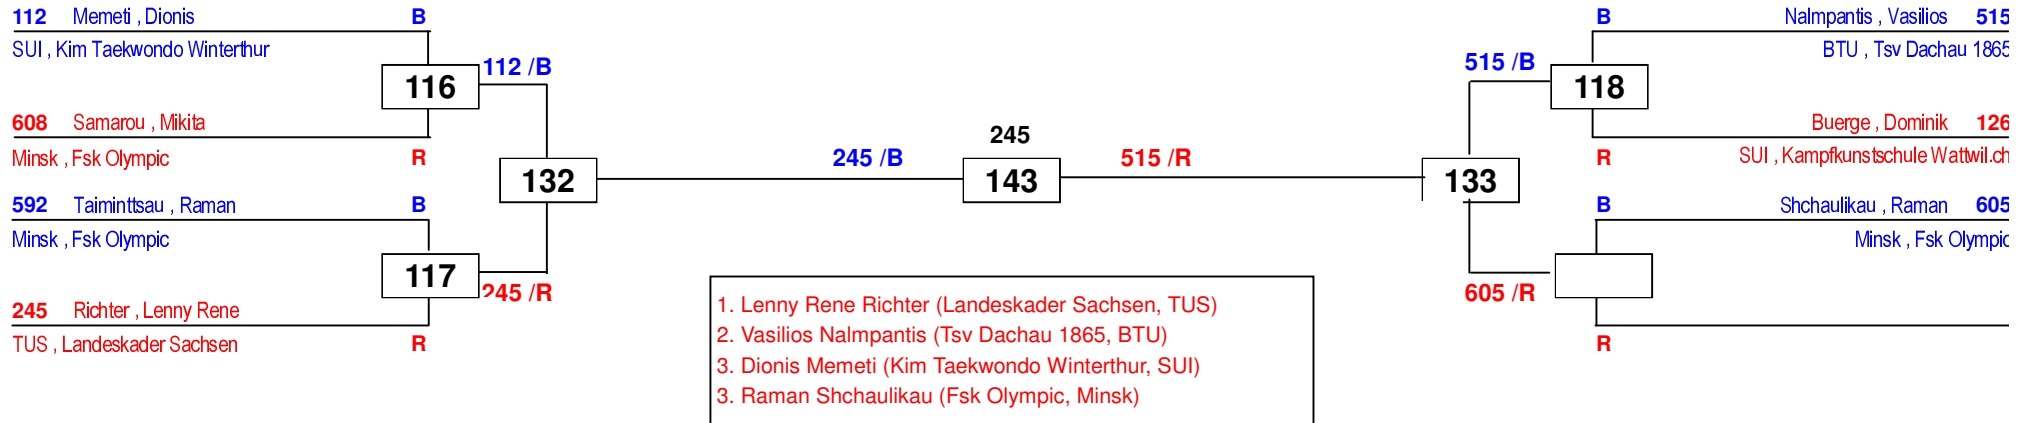 112 Memeti , Dionis B
SUI , Kim Taekwondo Winterthur
116
112 /B
608 Samarou , Mikita
Minsk , Fsk Olympic R
132
592 Taiminttsau , Raman B
Minsk , Fsk Olympic
117
245 /R
245 Richter , Lenny Rene
TUS , Landeskader Sachsen R
245 /B
245
143
515 /R
B Nalmpantis , Vasilios 515
BTU , Tsv Dachau 1865
515 /B
118
Buerge , Dominik 126
R SUI , Kampfkunstschule Wattwil.ch
133
B Shchaulikau , Raman 605
Minsk , Fsk Olympic
605 /R
R
1. Lenny Rene Richter (Landeskader Sachsen, TUS)
2. Vasilios Nalmpantis (Tsv Dachau 1865, BTU)
3. Dionis Memeti (Kim Taekwondo Winterthur, SUI)
3. Raman Shchaulikau (Fsk Olympic, Minsk)